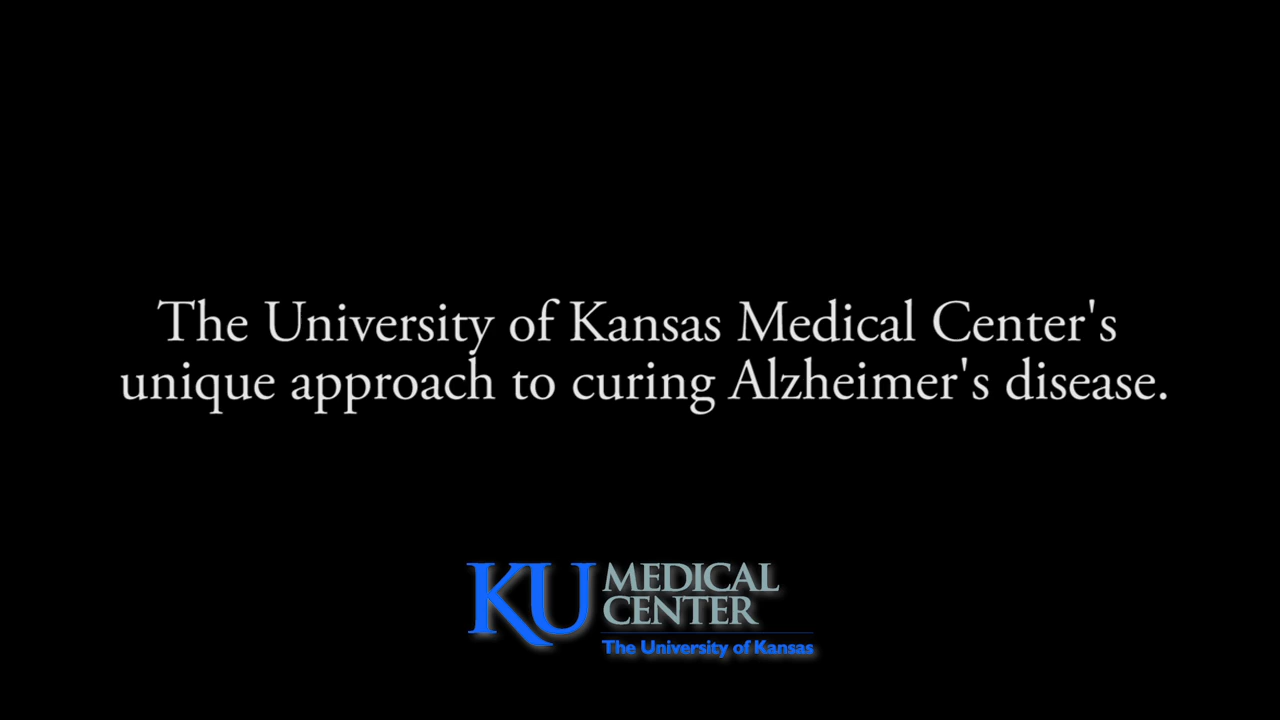 The University of Kansas Medical Center's
unique approach to curing Alzheimer's disease.
KU MEDICAL
CENTER
The University of Kansas